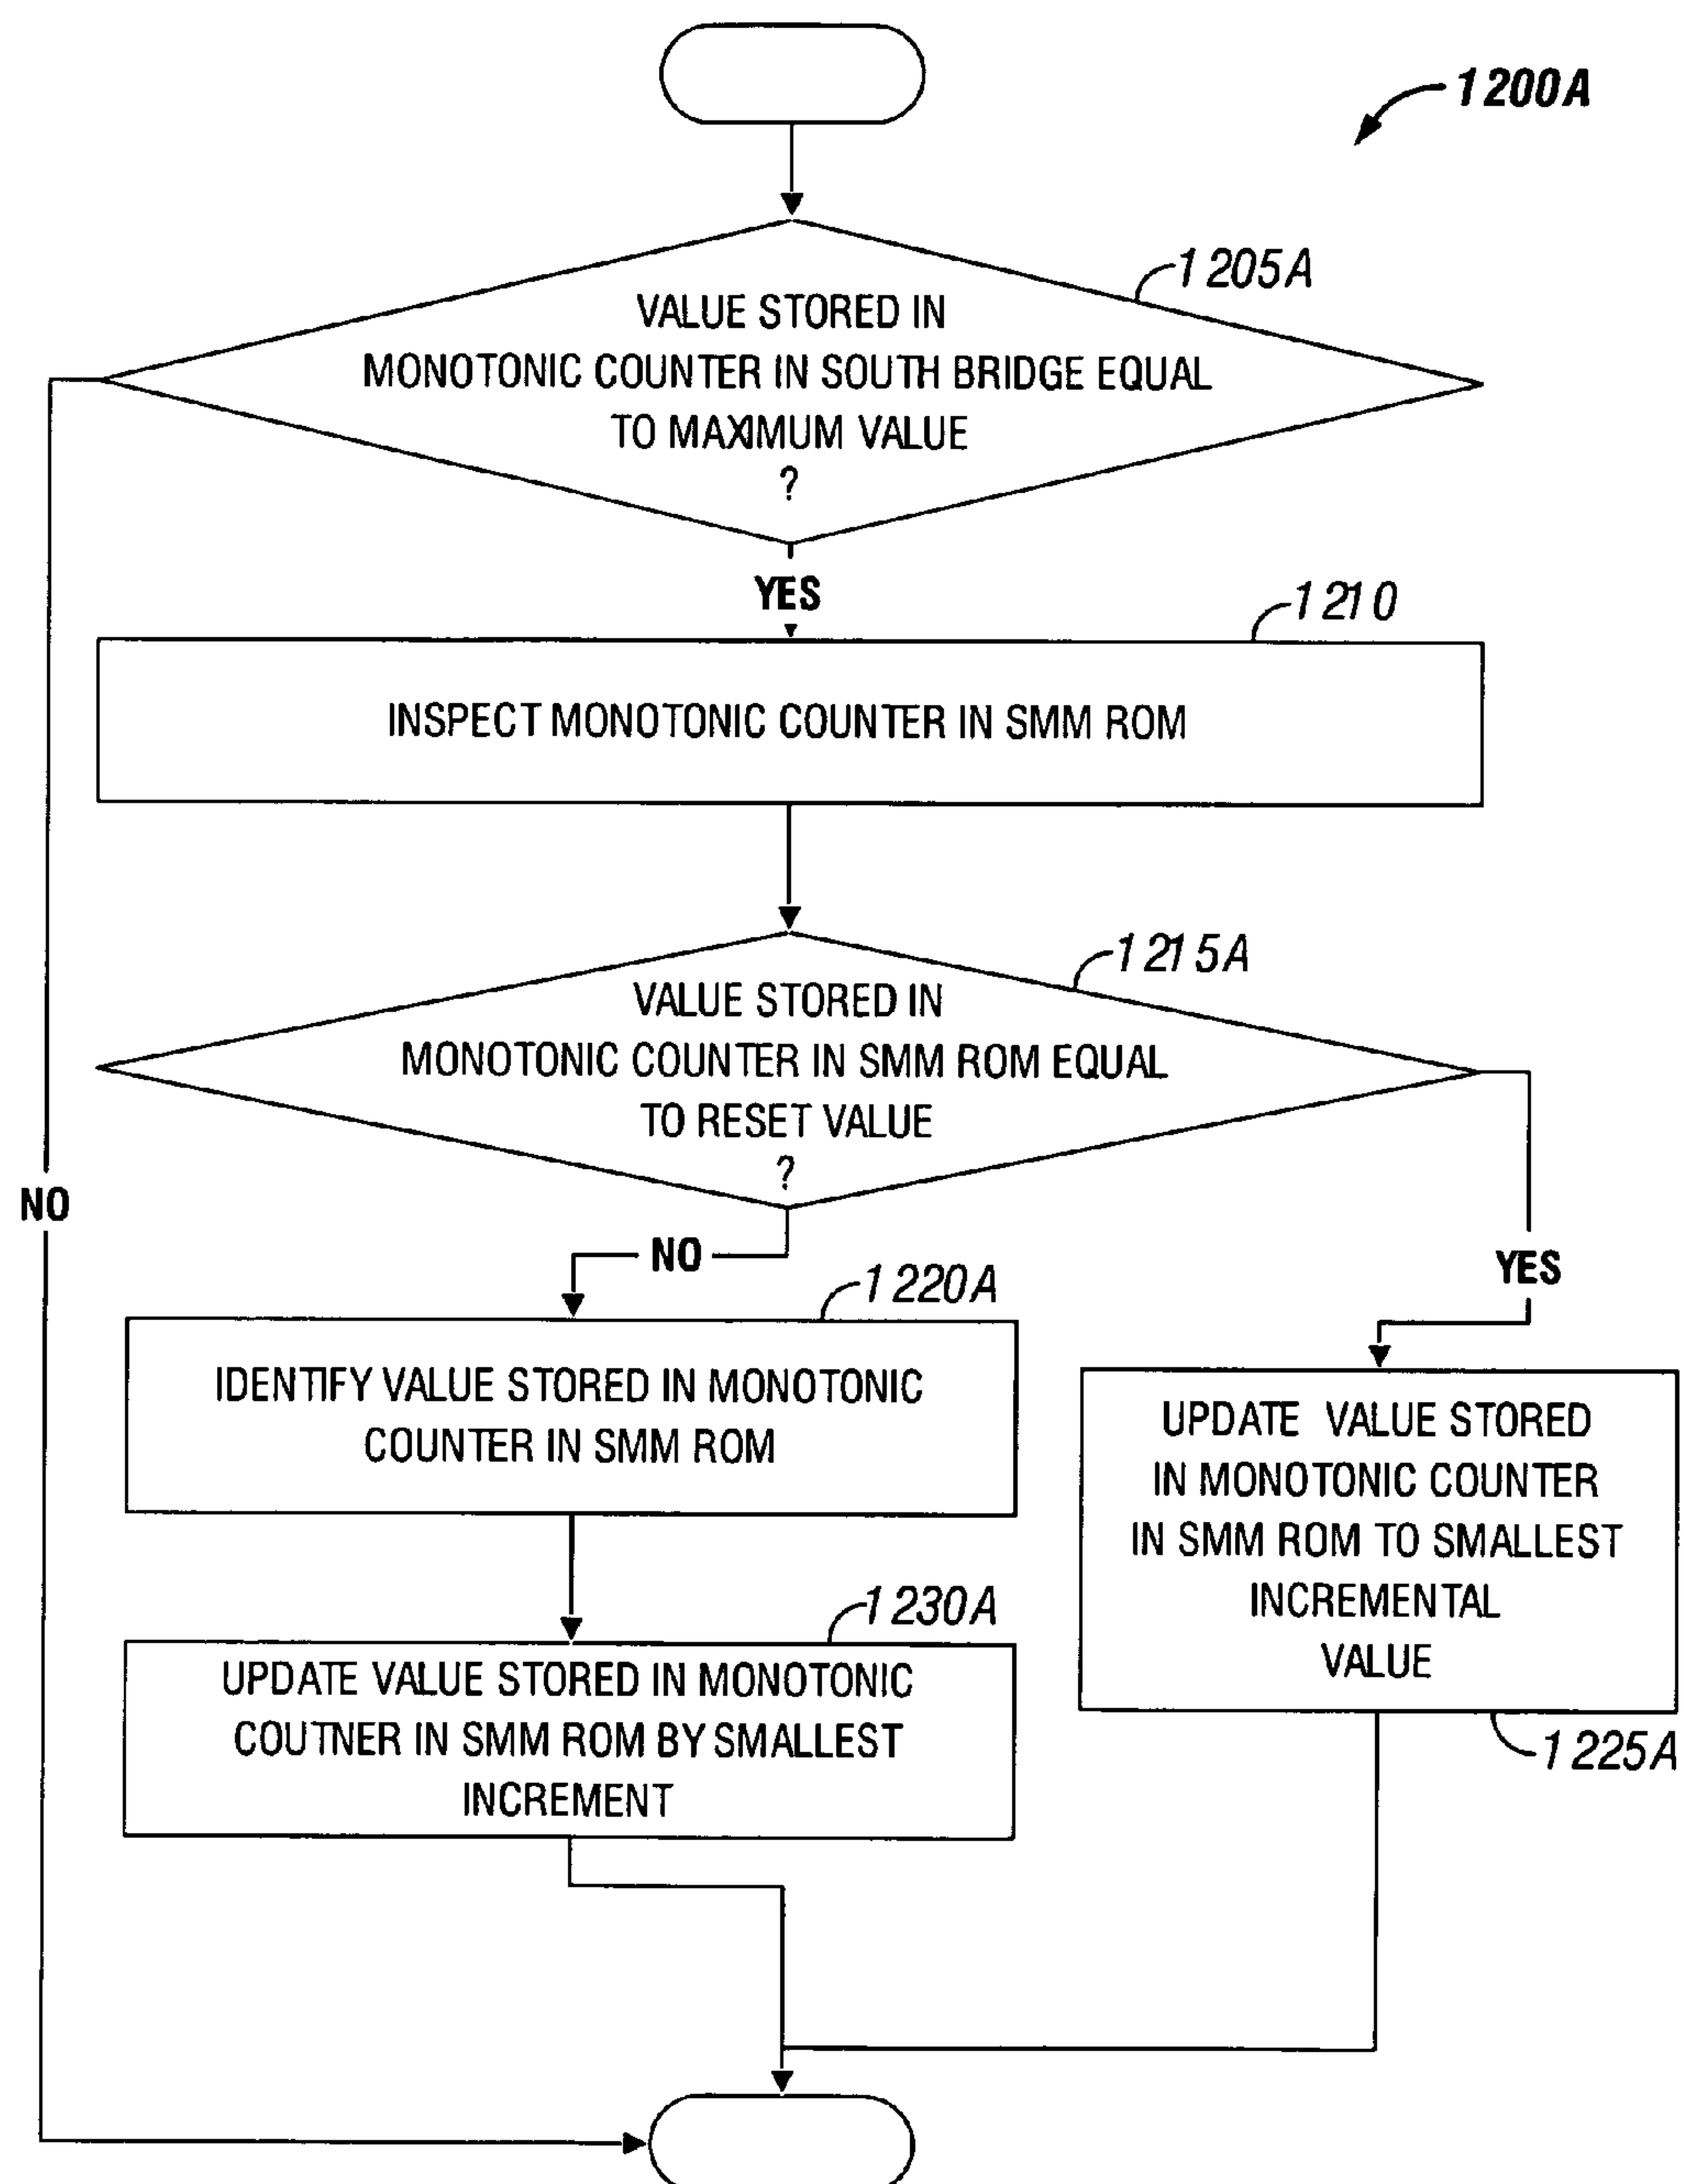 1200A
1205A
VALUE STORED IN
MONOTONIC COUNTER IN SOUTH BRIDGE EQUAL
TO MAXIMUM VALUE
?
YES
1210
INSPECT MONOTONIC COUNTER IN SMM ROM
1215A
VALUE STORED IN
MONOTONIC COUNTER IN SMM ROM EQUAL
TO RESET VALUE
?
NO
NO
YES
1220A
IDENTIFY VALUE STORED IN MONOTONIC
COUNTER IN SMM ROM
UPDATE VALUE STORED
IN MONOTONIC COUNTER
IN SMM ROM TO SMALLEST
INCREMENTAL
VALUE
1225A
1230A
UPDATE VALUE STORED IN MONOTONIC
COUTNER IN SMM ROM BY SMALLEST
INCREMENT